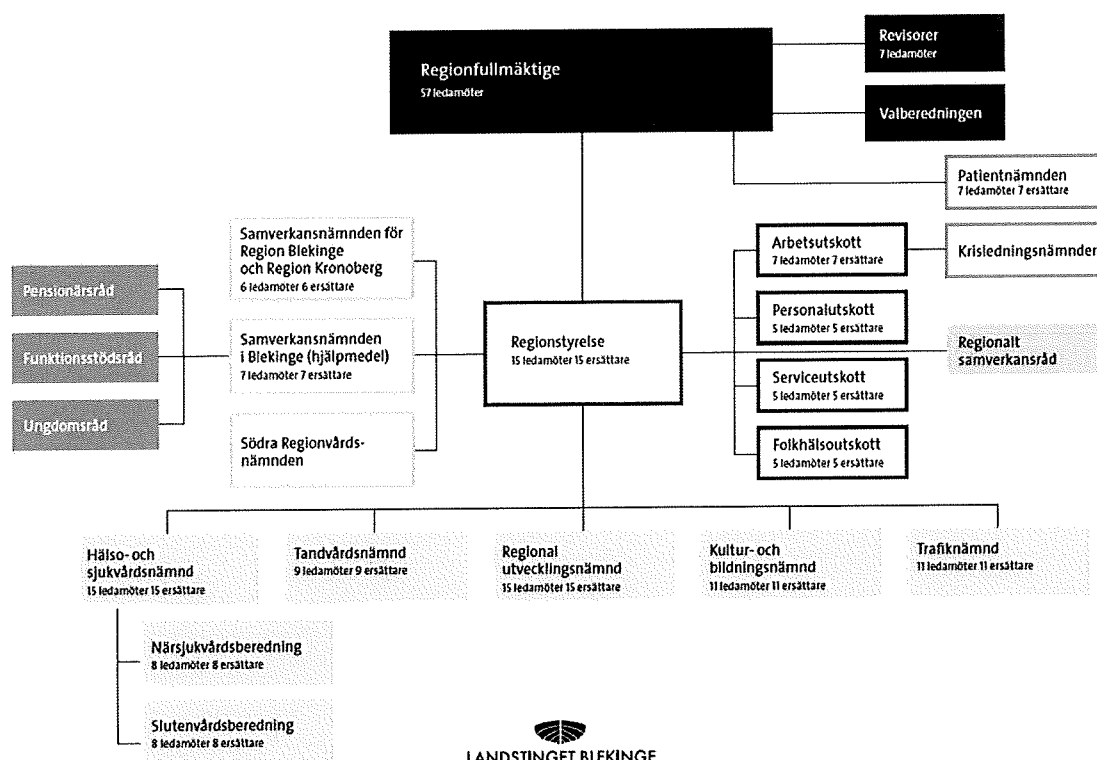 Regionfullmäktige
57 ledamöter
Revisorer
7 ledamöter
Valberedningen
Patientnämnden
7 ledamöter 7 ersättare
Samverkansnämnden för
Region Blekinge
och Region Kronoberg
6 ledamöter 6 ersättare
Arbetsutskott
7 ledamöter 7 ersättare
Krisledningsnämnden
Pensionärsråd
Personalutskott
5 ledamöter 5 ersättare
Funktionsstödsråd
Samverkansnämnden
i Blekinge (hjälpmedel)
7 ledamöter 7 ersättare
Regionstyrelse
15 ledamöter 15 ersättare
Regionalt
samverkansråd
Serviceutskott
5 ledamöter 5 ersättare
Ungdomsråd
Södra Regionvårds-
nämnden
Folkhälsoutskott
5 ledamöter 5 ersättare
Hälso- och
sjukvårdsnämnd
15 ledamöter 15 ersättare
Tandvårdsnämnd
9 ledamöter 9 ersättare
Regional
utvecklingsnämnd
15 ledamöter 15 ersättare
Kultur- och
bildningsnämnd
11 ledamöter 11 ersättare
Trafiknämnd
11 ledamöter 11 ersättare
Närsjukvårdsberedning
8 ledamöter 8 ersättare
Slutenvårdsberedning
8 ledamöter 8 ersättare
LANDSTINGET BLEKINGE